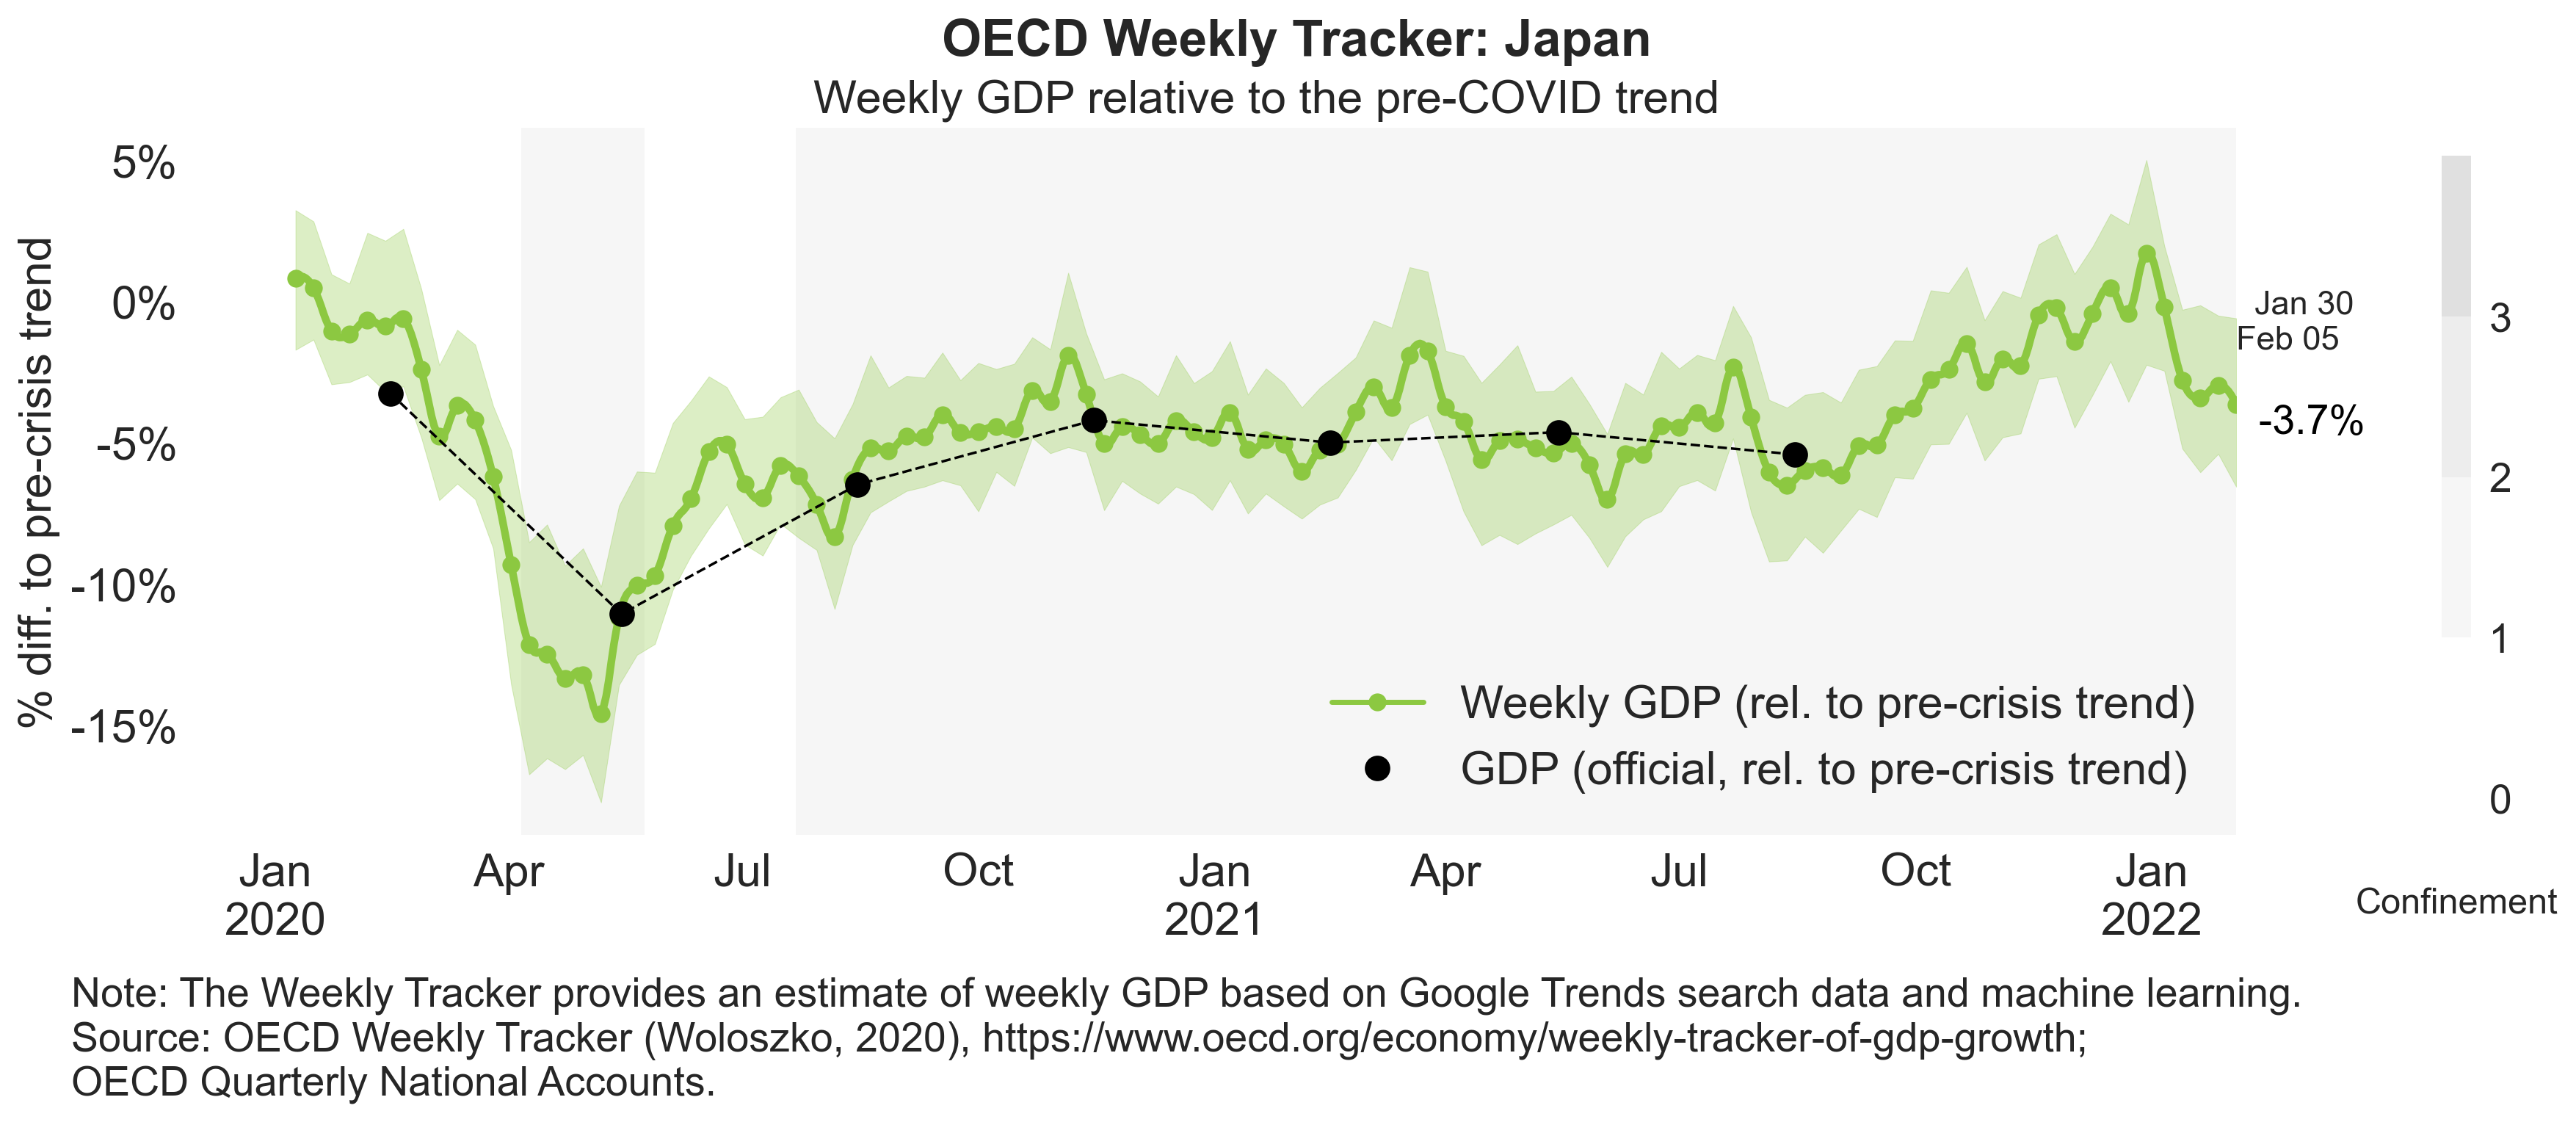 OECD Weekly Tracker: Japan
Weekly GDP relative to the pre-COVID trend
% diff. to pre-crisis trend
5%
0%
-5%
-10%
-15%
Jan 30
Feb 05
-3.7%
3
2
1
0
Confinement
Weekly GDP (rel. to pre-crisis trend)
GDP (official, rel. to pre-crisis trend)
Jan Apr Jul Oct Jan Apr Jul Oct Jan
2020 2021 2022
Note: The Weekly Tracker provides an estimate of weekly GDP based on Google Trends search data and machine learning.
Source: OECD Weekly Tracker (Woloszko, 2020), https://www.oecd.org/economy/weekly-tracker-of-gdp-growth;
OECD Quarterly National Accounts.